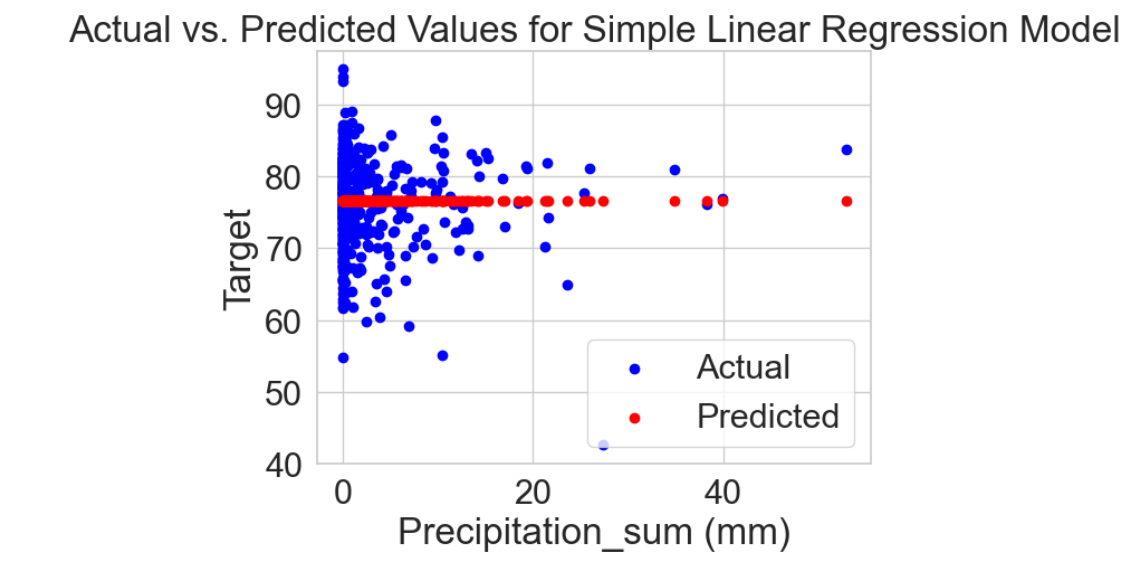 Actual vs. Predicted Values for Simple Linear Regression Model
90
80
70
60
50
40
Target
Actual
Predicted
0 20 40
Precipitation_sum (mm)